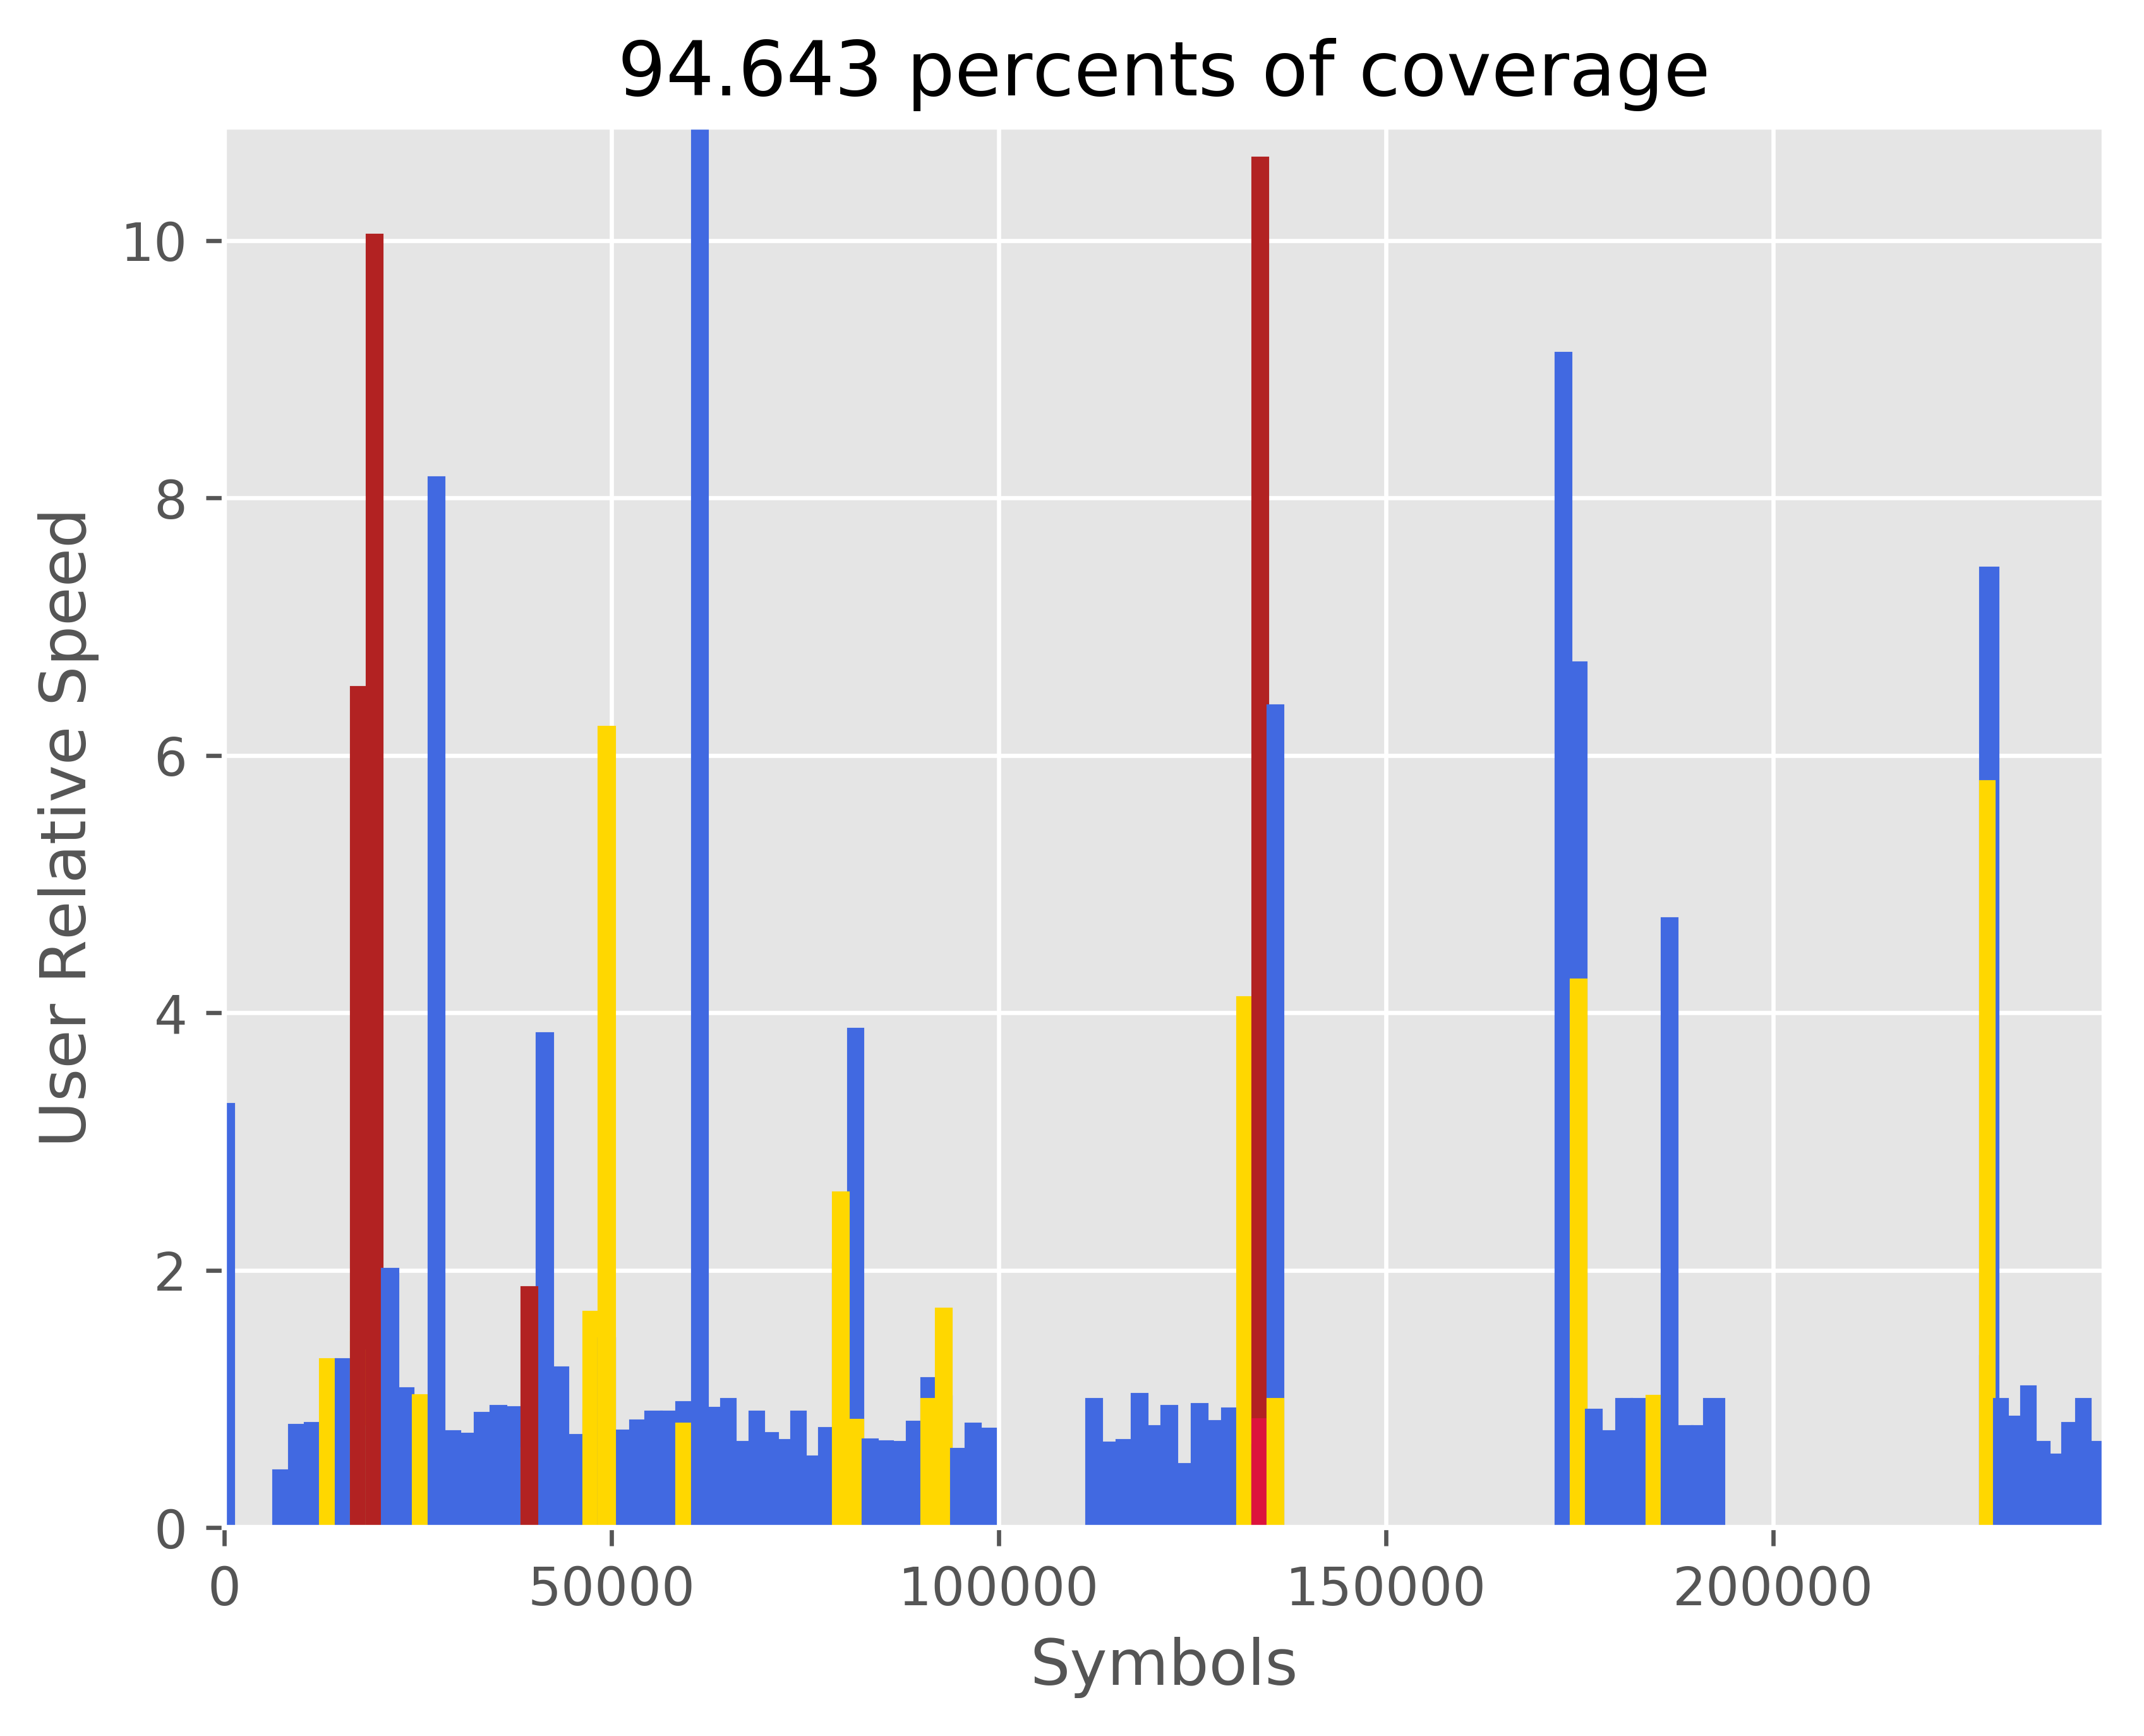 94.643 percents of coverage
User Relative Speed
10
8
6
4
2
0
0 50000 100000 150000 200000
Symbols